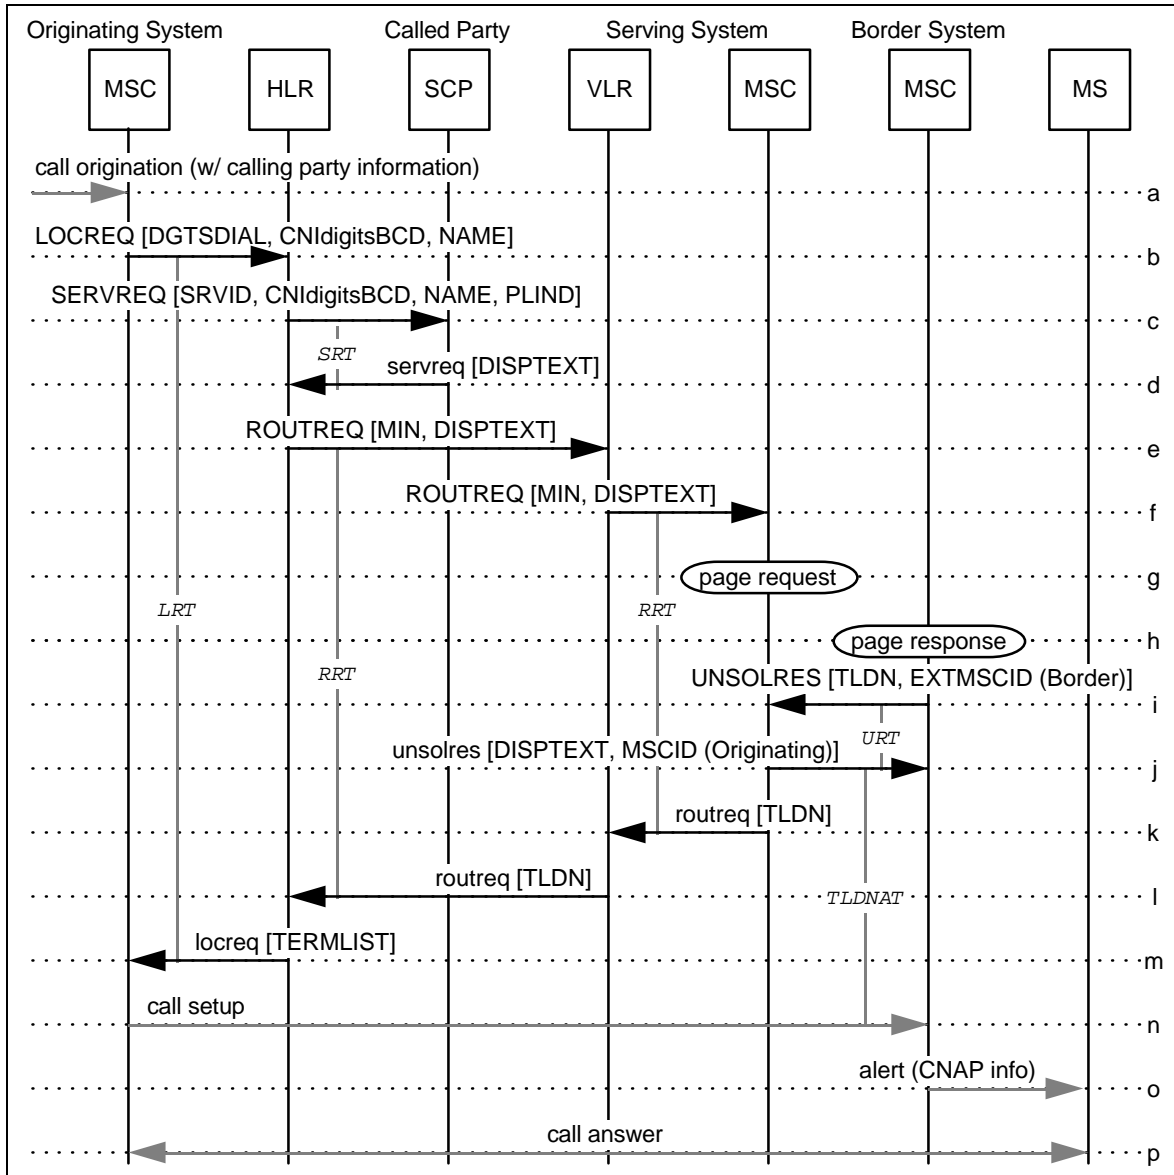 Originating System Called Party Serving System Border System
MSC HLR SCP VLR MSC MSC MS
call origination (w/ calling party information)
a
LOCREQ [DGTSDIAL, CNIdigitsBCD, NAME]
b
SERVREQ [SRVID, CNIdigitsBCD, NAME, PLIND]
c
SRT
servreq [DISPTEXT]
d
ROUTREQ [MIN, DISPTEXT]
e
ROUTREQ [MIN, DISPTEXT]
f
page request
g
LRT RRT
page response
h
RRT
UNSOLRES [TLDN, EXTMSCID (Border)]
i
URT
unsolres [DISPTEXT, MSCID (Originating)]
j
routreq [TLDN]
k
routreq [TLDN]
TLDNAT
l
locreq [TERMLIST]
m
call setup
n
alert (CNAP info)
o
call answer
p